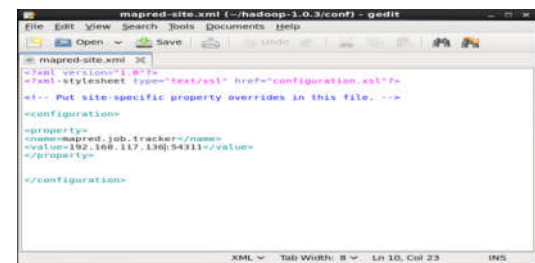 mapred-site.xml (~/hadoop-1.0.3/conf) - gedit
File Edit View Search Tools Documents Help
Open Save Undo
mapred-site.xml
<?xml version="1.0"?>
<?xml-stylesheet type="text/xsl" href="configuration.xsl"?>
<!-- Put site-specific property overrides in this file. -->
<configuration>
<property>
<name>mapred.job.tracker</name>
<value>192.168.117.136:54311</value>
</property>
</configuration>
XML Tab Width: 8 Ln 10, Col 23 INS